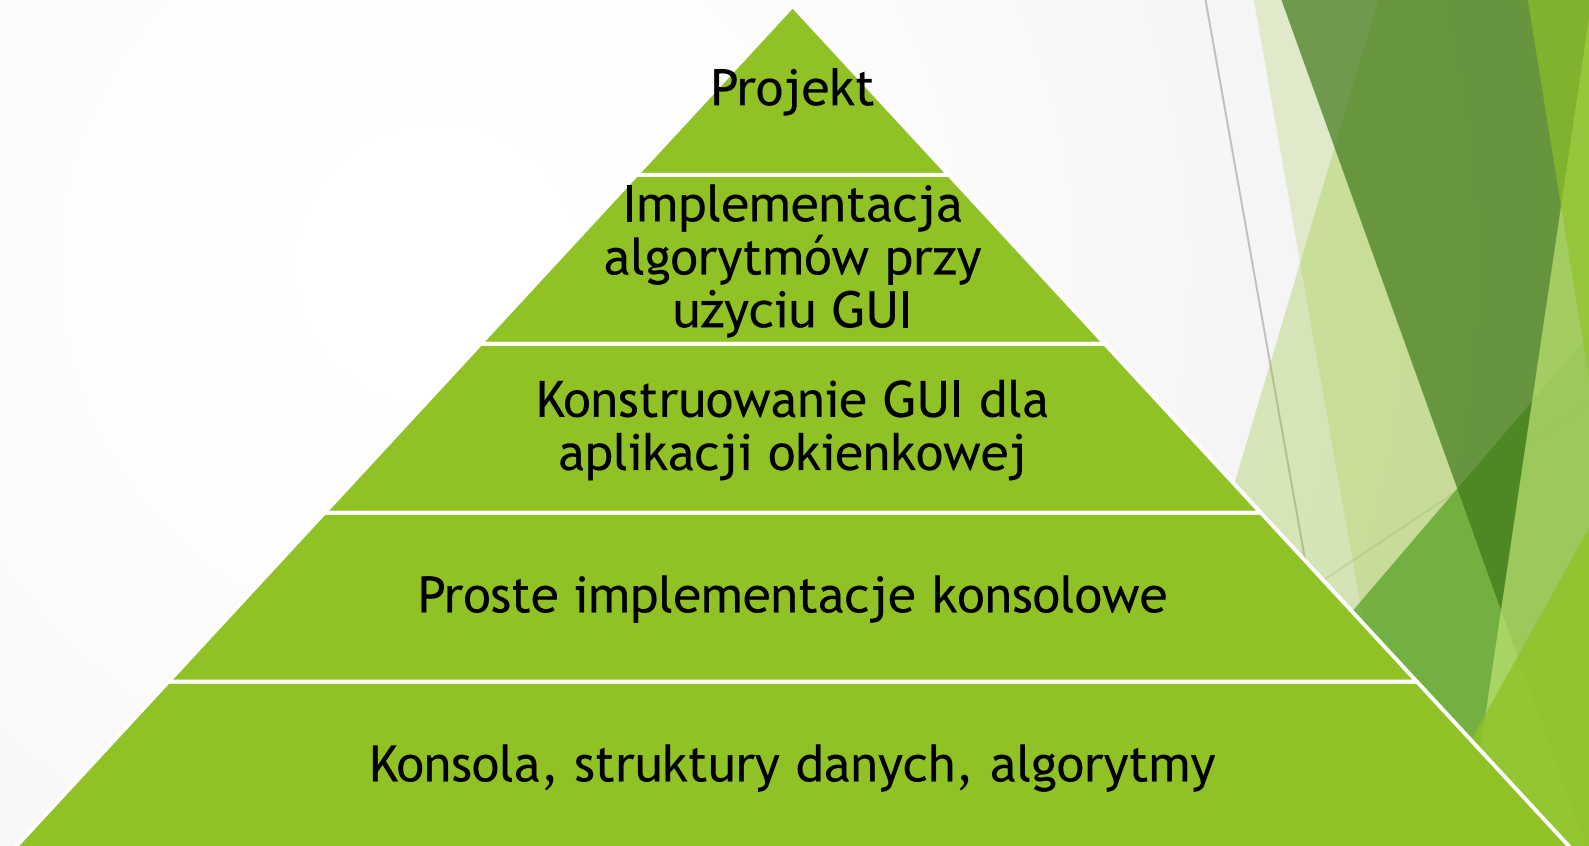 Projekt
Implementacja
algorytmów przy
użyciu GUI
Konstruowanie GUI dla
aplikacji okienkowej
Proste implementacje konsolowe
Konsola, struktury danych, algorytmy